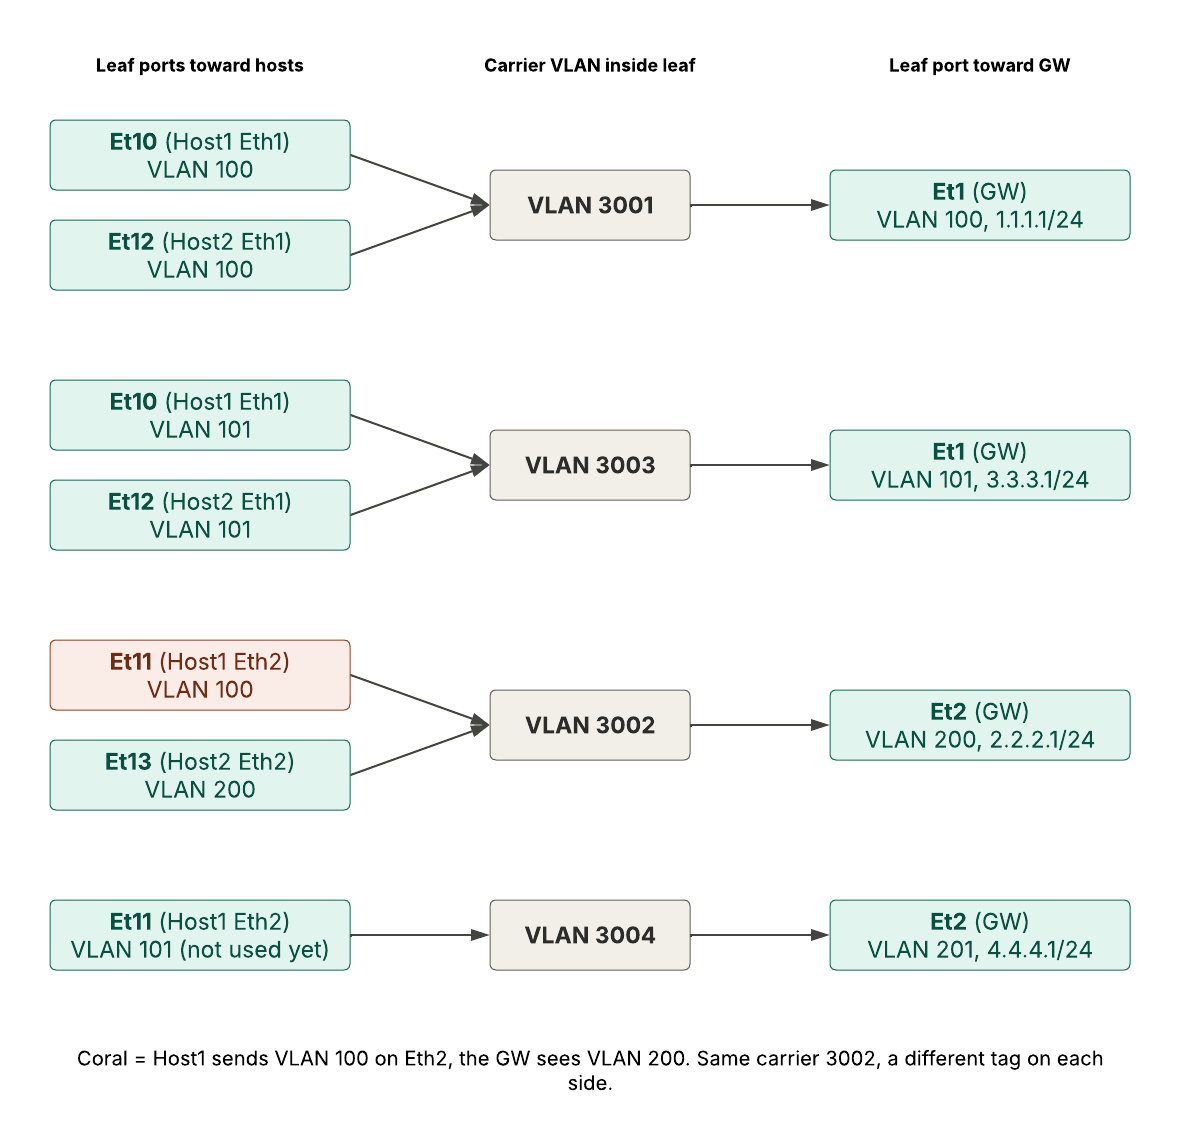 Leaf ports toward hosts
Carrier VLAN inside leaf
Leaf port toward GW
Et10 (Host1 Eth1)
VLAN 100
Et12 (Host2 Eth1)
VLAN 100
VLAN 3001
Et1 (GW)
VLAN 100, 1.1.1.1/24
Et10 (Host1 Eth1)
VLAN 101
Et12 (Host2 Eth1)
VLAN 101
VLAN 3003
Et1 (GW)
VLAN 101, 3.3.3.1/24
Et11 (Host1 Eth2)
VLAN 100
Et13 (Host2 Eth2)
VLAN 200
VLAN 3002
Et2 (GW)
VLAN 200, 2.2.2.1/24
Et11 (Host1 Eth2)
VLAN 101 (not used yet)
VLAN 3004
Et2 (GW)
VLAN 201, 4.4.4.1/24
Coral = Host1 sends VLAN 100 on Eth2, the GW sees VLAN 200. Same carrier 3002, a different tag on each
side.